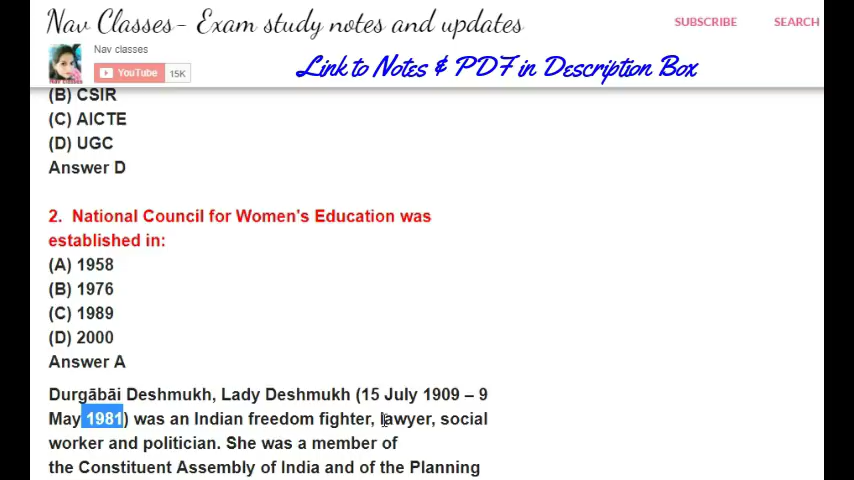 Nav Classes- Exam study notes and updates
SUBSCRIBE
SEARCH
Nav classes
YouTube 15K
Link to Notes & PDF in Description Box
(B) CSIR
(C) AICTE
(D) UGC
Answer D
2. National Council for Women's Education was
established in:
(A) 1958
(B) 1976
(C) 1989
(D) 2000
Answer A
Durgābāi Deshmukh, Lady Deshmukh (15 July 1909 – 9
May 1981) was an Indian freedom fighter, lawyer, social
worker and politician. She was a member of
the Constituent Assembly of India and of the Planning